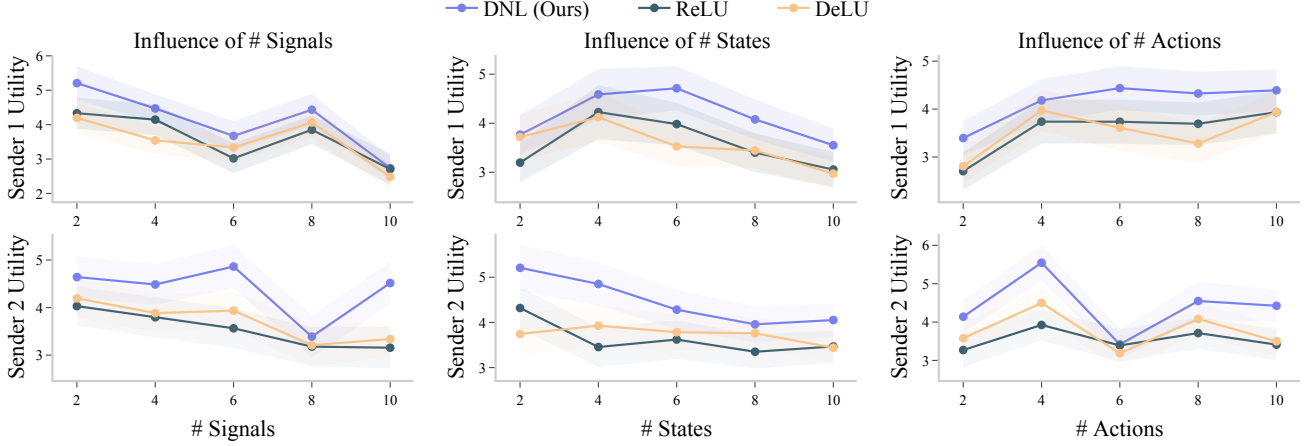 DNL (Ours) ReLU DeLU
Influence of # Signals Influence of # States Influence of # Actions
Sender 1 Utility
6
5
4
3
2
2 4 6 8 10
Sender 1 Utility
5
4
3
2 4 6 8 10
Sender 1 Utility
5
4
3
2 4 6 8 10
Sender 2 Utility
5
4
3
2 4 6 8 10
# Signals
Sender 2 Utility
5
4
3
2 4 6 8 10
# States
Sender 2 Utility
6
5
4
3
2 4 6 8 10
# Actions